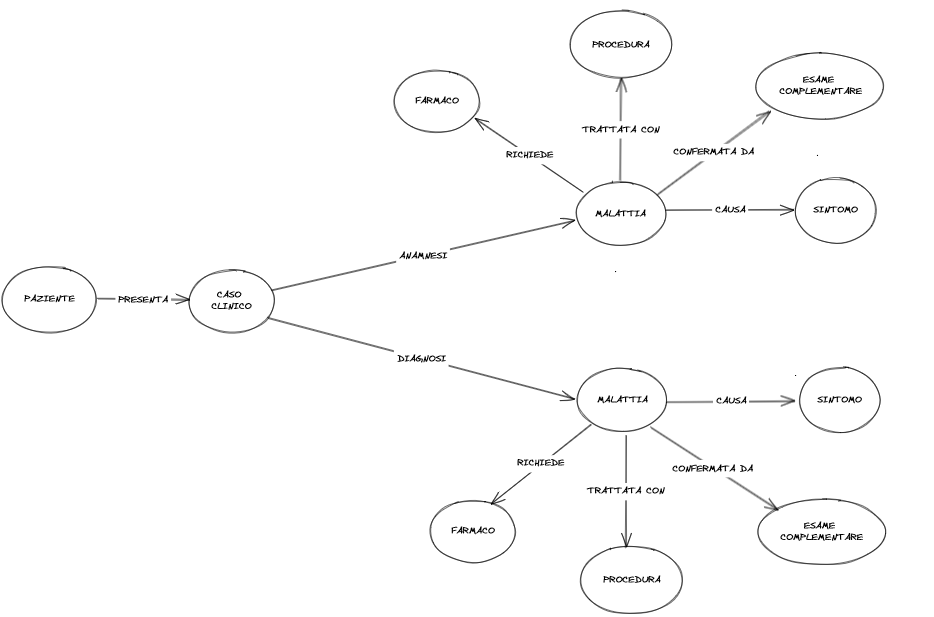 PROCEDURA
ESAME
COMPLEMENTARE
FARMACO
TRATTATA CON
CONFERMATA DA
RICHIEDE
MALATTIA
CAUSA
SINTOMO
ANAMNESI
PAZIENTE
PRESENTA
CASO
CLINICO
DIAGNOSI
MALATTIA
CAUSA
SINTOMO
RICHIEDE
CONFERMATA DA
TRATTATA CON
FARMACO
ESAME
COMPLEMENTARE
PROCEDURA